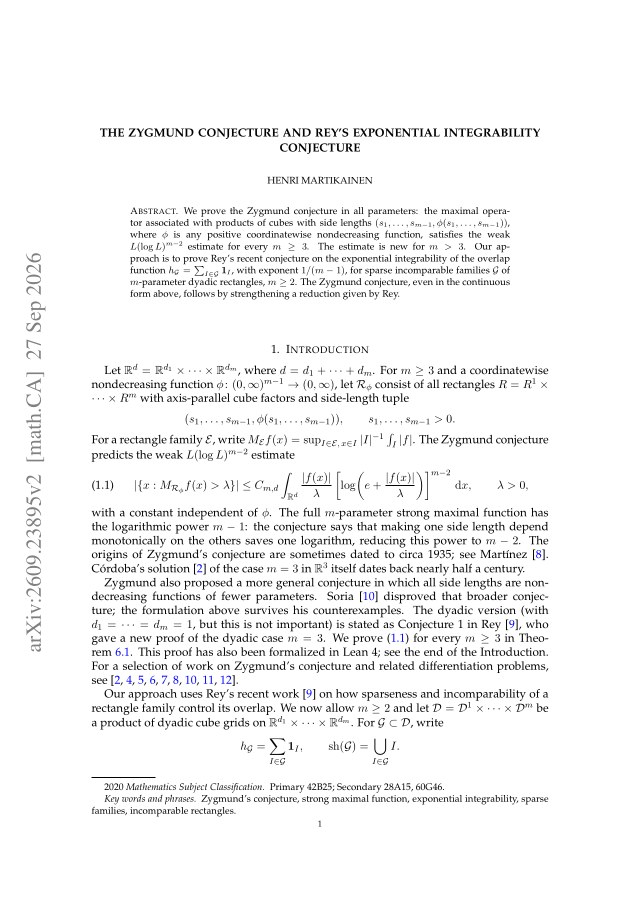 THE ZYGMUND CONJECTURE AND REY'S EXPONENTIAL INTEGRABILITY
CONJECTURE
HENRI MARTIKAINEN
ABSTRACT. We prove the Zygmund conjecture in all parameters: the maximal opera-
tor associated with products of cubes with side lengths (s₁, …, sₘ₋₁, ϕ(s₁, …, sₘ₋₁)),
where ϕ is any positive coordinatewise nondecreasing function, satisfies the weak
L(log L)ᵐ⁻² estimate for every m ≥ 3. The estimate is new for m > 3. Our ap-
proach is to prove Rey's recent conjecture on the exponential integrability of the overlap
function h_𝒢 = ∑_{I∈𝒢} 1_I, with exponent 1/(m − 1), for sparse incomparable families 𝒢 of
m-parameter dyadic rectangles, m ≥ 2. The Zygmund conjecture, even in the continuous
form above, follows by strengthening a reduction given by Rey.
1. INTRODUCTION
Let ℝᵈ = ℝ^{d₁} × ⋯ × ℝ^{dₘ}, where d = d₁ + ⋯ + dₘ. For m ≥ 3 and a coordinatewise
nondecreasing function ϕ: (0, ∞)ᵐ⁻¹ → (0, ∞), let ℛ_ϕ consist of all rectangles R = R¹ ×
⋯ × Rᵐ with axis-parallel cube factors and side-length tuple
(s₁, …, sₘ₋₁, ϕ(s₁, …, sₘ₋₁)), s₁, …, sₘ₋₁ > 0.
For a rectangle family ℰ, write M_ℰ f(x) = sup_{I∈ℰ, x∈I} |I|⁻¹ ∫_I |f|. The Zygmund conjecture
predicts the weak L(log L)ᵐ⁻² estimate
(1.1) |{x : M_{ℛ_ϕ} f(x) > λ}| ≤ C_{m,d} ∫_{ℝᵈ} |f(x)|/λ [log(e + |f(x)|/λ)]^{m−2} dx, λ > 0,
with a constant independent of ϕ. The full m-parameter strong maximal function has
the logarithmic power m − 1: the conjecture says that making one side length depend
monotonically on the others saves one logarithm, reducing this power to m − 2. The
origins of Zygmund's conjecture are sometimes dated to circa 1935; see Martínez [8].
Córdoba's solution [2] of the case m = 3 in ℝ³ itself dates back nearly half a century.
Zygmund also proposed a more general conjecture in which all side lengths are non-
decreasing functions of fewer parameters. Soria [10] disproved that broader conjec-
ture; the formulation above survives his counterexamples. The dyadic version (with
d₁ = ⋯ = dₘ = 1, but this is not important) is stated as Conjecture 1 in Rey [9], who
gave a new proof of the dyadic case m = 3. We prove (1.1) for every m ≥ 3 in Theo-
rem 6.1. This proof has also been formalized in Lean 4; see the end of the Introduction.
For a selection of work on Zygmund's conjecture and related differentiation problems,
see [2, 4, 5, 6, 7, 8, 10, 11, 12].
Our approach uses Rey's recent work [9] on how sparseness and incomparability of a
rectangle family control its overlap. We now allow m ≥ 2 and let 𝒟 = 𝒟¹ × ⋯ × 𝒟ᵐ be
a product of dyadic cube grids on ℝ^{d₁} × ⋯ × ℝ^{dₘ}. For 𝒢 ⊂ 𝒟, write
h_𝒢 = ∑_{I∈𝒢} 1_I, sh(𝒢) = ⋃_{I∈𝒢} I.
2020 Mathematics Subject Classification. Primary 42B25; Secondary 28A15, 60G46.
Key words and phrases. Zygmund's conjecture, strong maximal function, exponential integrability, sparse
families, incomparable rectangles.
1
arXiv:2609.23895v2 [math.CA] 27 Sep 2026